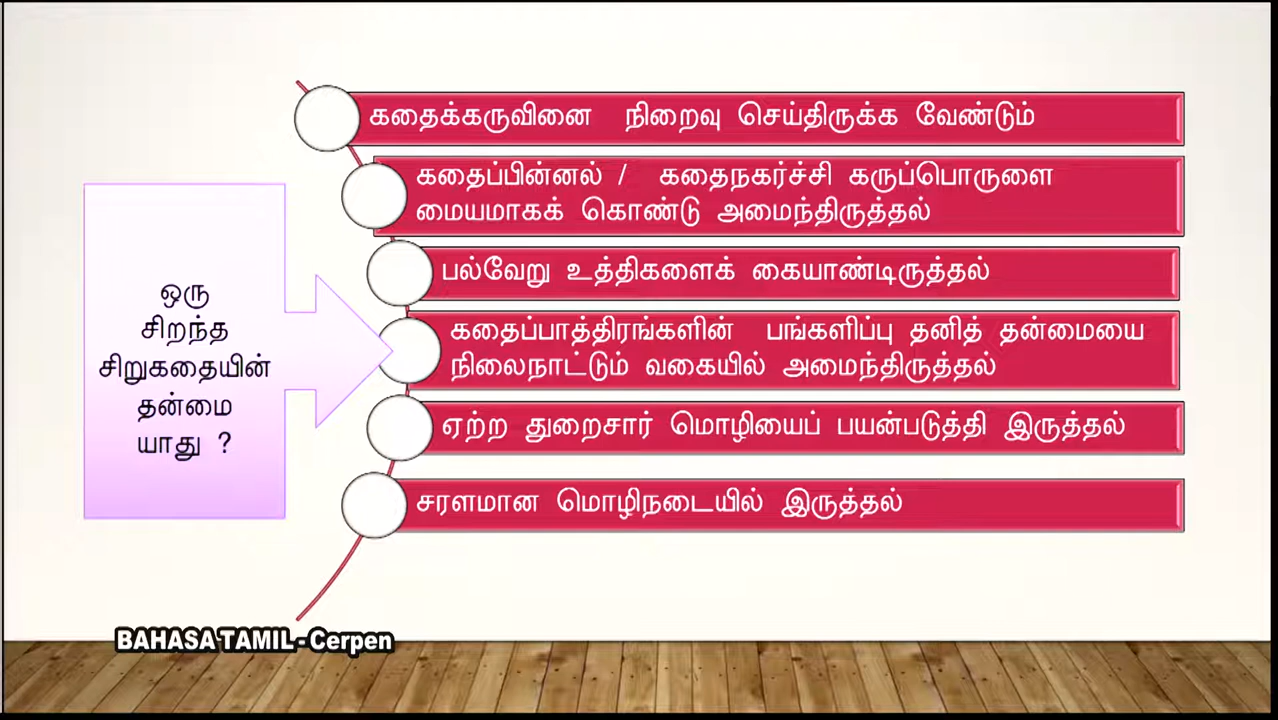 ஒரு
சிறந்த
சிறுகதையின்
தன்மை
யாது ?
கதைக்கருவினை நிறைவு செய்திருக்க வேண்டும்
கதைப்பின்னல் / கதைநகர்ச்சி கருப்பொருளை
மையமாகக் கொண்டு அமைந்திருத்தல்
பல்வேறு உத்திகளைக் கையாண்டிருத்தல்
கதைப்பாத்திரங்களின் பங்களிப்பு தனித் தன்மையை
நிலைநாட்டும் வகையில் அமைந்திருத்தல்
ஏற்ற துறைசார் மொழியைப் பயன்படுத்தி இருத்தல்
சரளமான மொழிநடையில் இருத்தல்
BAHASA TAMIL - Cerpen